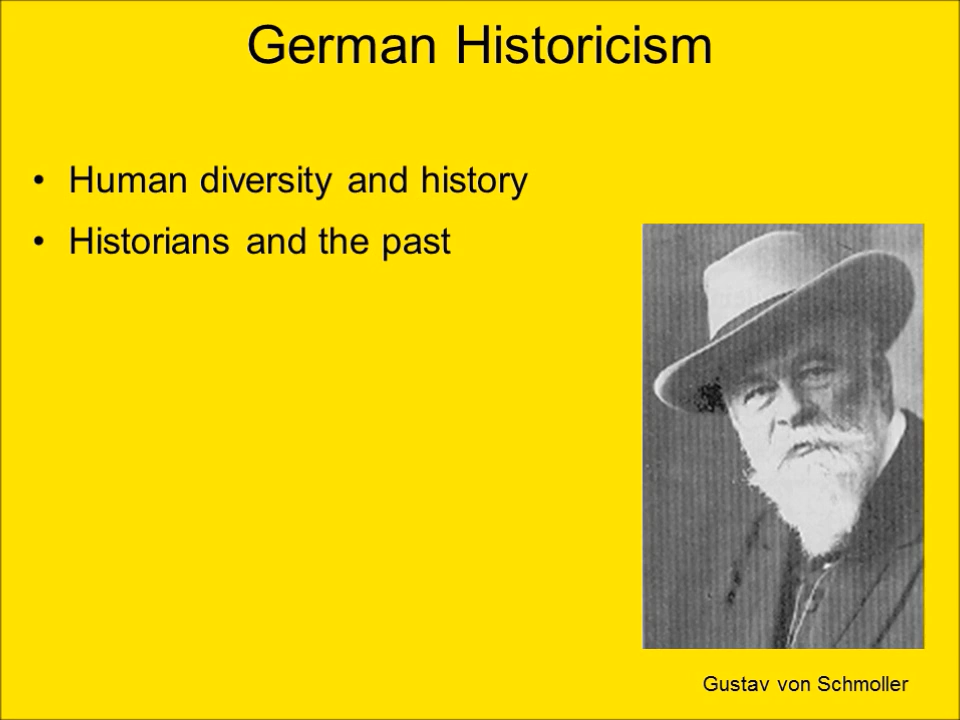 German Historicism
• Human diversity and history
• Historians and the past
Gustav von Schmoller